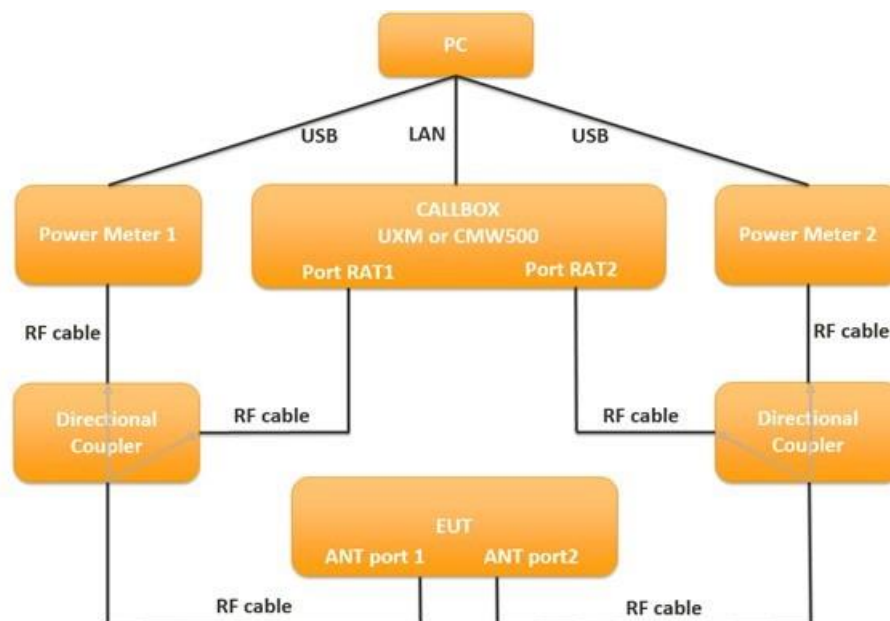 PC
USB
LAN
USB
Power Meter 1
CALLBOX
UXM or CMW500
Port RAT1
Port RAT2
Power Meter 2
RF cable
RF cable
Directional
Coupler
RF cable
RF cable
Directional
Coupler
EUT
ANT port 1
ANT port2
RF cable
RF cable